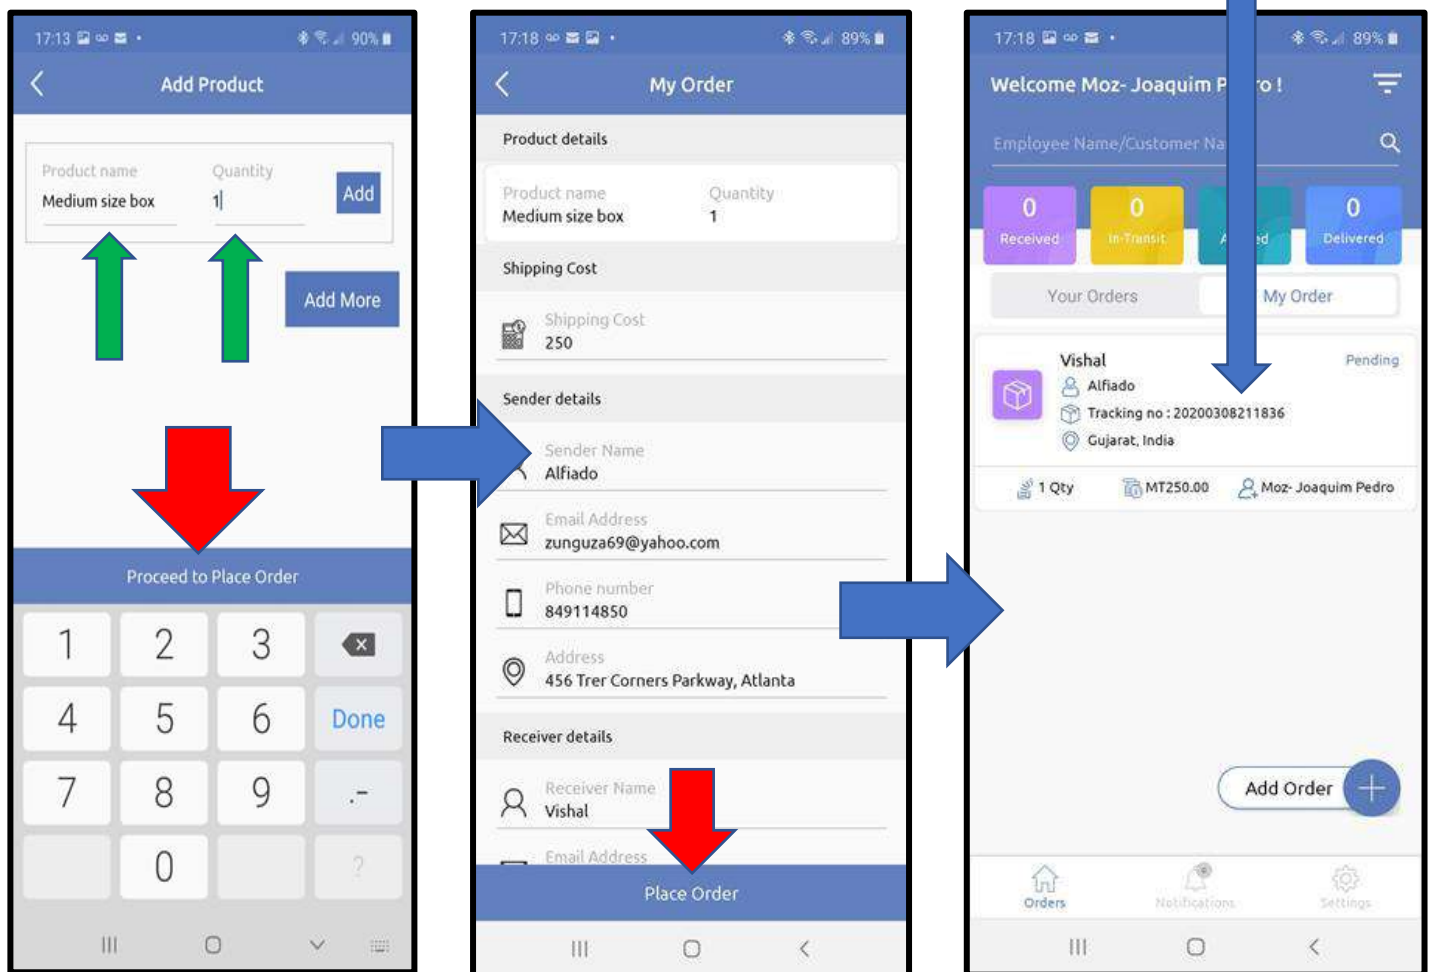 17:13
90%
Add Product
Product name
Quantity
Medium size box
1
Add
Add More
Proceed to Place Order
1
2
3
4
5
6
Done
7
8
9
.-
0
?
17:18
89%
My Order
Product details
Product name
Quantity
Medium size box
1
Shipping Cost
Shipping Cost
250
Sender details
Sender Name
Alfiado
Email Address
zunguza69@yahoo.com
Phone number
849114850
Address
456 Trer Corners Parkway, Atlanta
Receiver details
Receiver Name
Vishal
Email Address
Place Order
17:18
89%
Welcome Moz- Joaquim P ro !
Employee Name/Customer Na
0
Received
0
In-Transit
0
Delivered
Your Orders
My Order
Vishal
Pending
Alfiado
Tracking no : 20200308211836
Gujarat, India
1 Qty
MT250.00
Moz- Joaquim Pedro
Add Order
Orders
Notifications
Settings